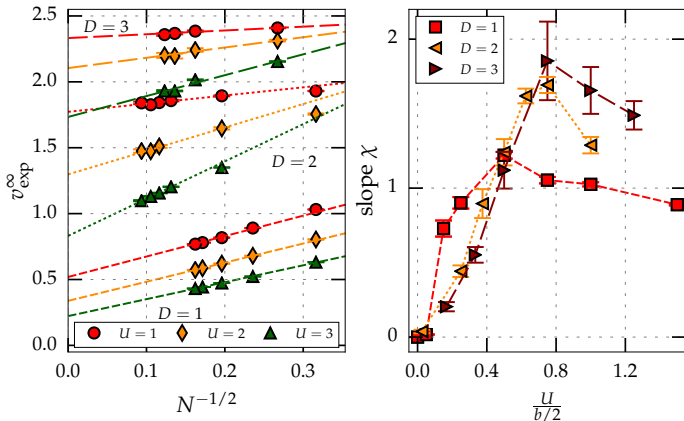 2.5
2.0
1.5
1.0
0.5
0.0
v∞exp
D = 3
D = 2
D = 1
U = 1
U = 2
U = 3
0.0 0.1 0.2 0.3
N−1/2
D = 1
D = 2
D = 3
2
1
0
slope χ
0.0 0.4 0.8 1.2
U
b/2